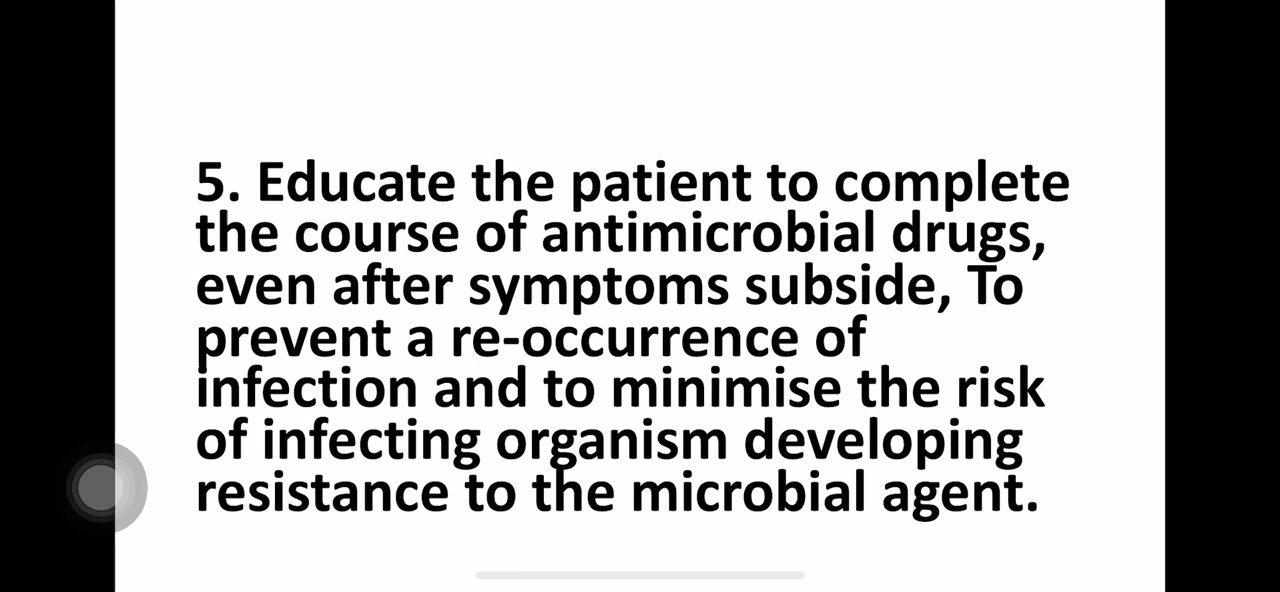 5. Educate the patient to complete
the course of antimicrobial drugs,
even after symptoms subside, To
prevent a re-occurrence of
infection and to minimise the risk
of infecting organism developing
resistance to the microbial agent.